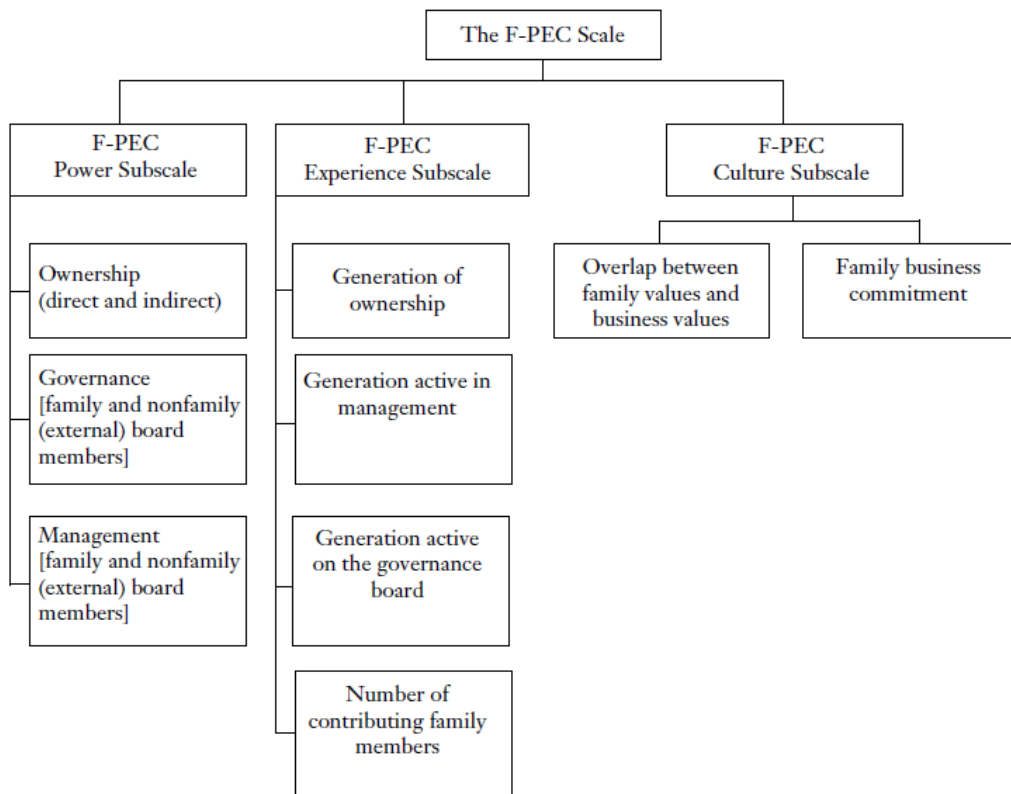 The F-PEC Scale
F-PEC
Power Subscale
F-PEC
Experience Subscale
F-PEC
Culture Subscale
Ownership
(direct and indirect)
Governance
[family and nonfamily
(external) board
members]
Management
[family and nonfamily
(external) board
members]
Generation of
ownership
Generation active in
management
Generation active
on the governance
board
Number of
contributing family
members
Overlap between
family values and
business values
Family business
commitment